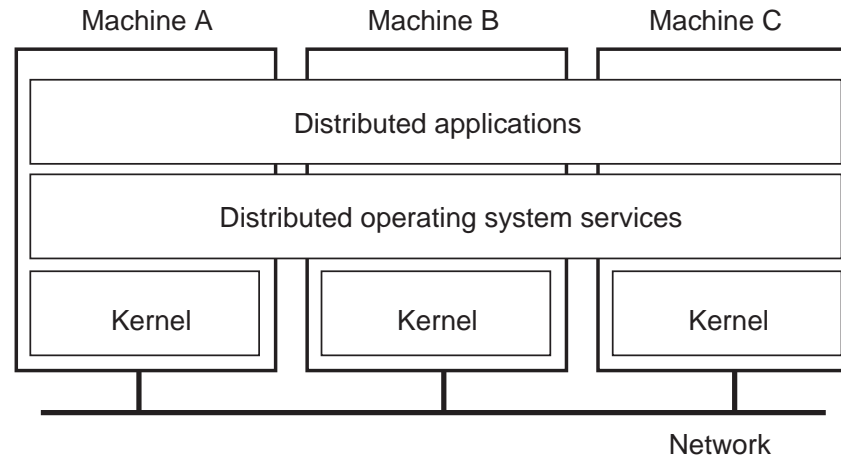 Machine A
Machine B
Machine C
Distributed applications
Distributed operating system services
Kernel
Kernel
Kernel
Network